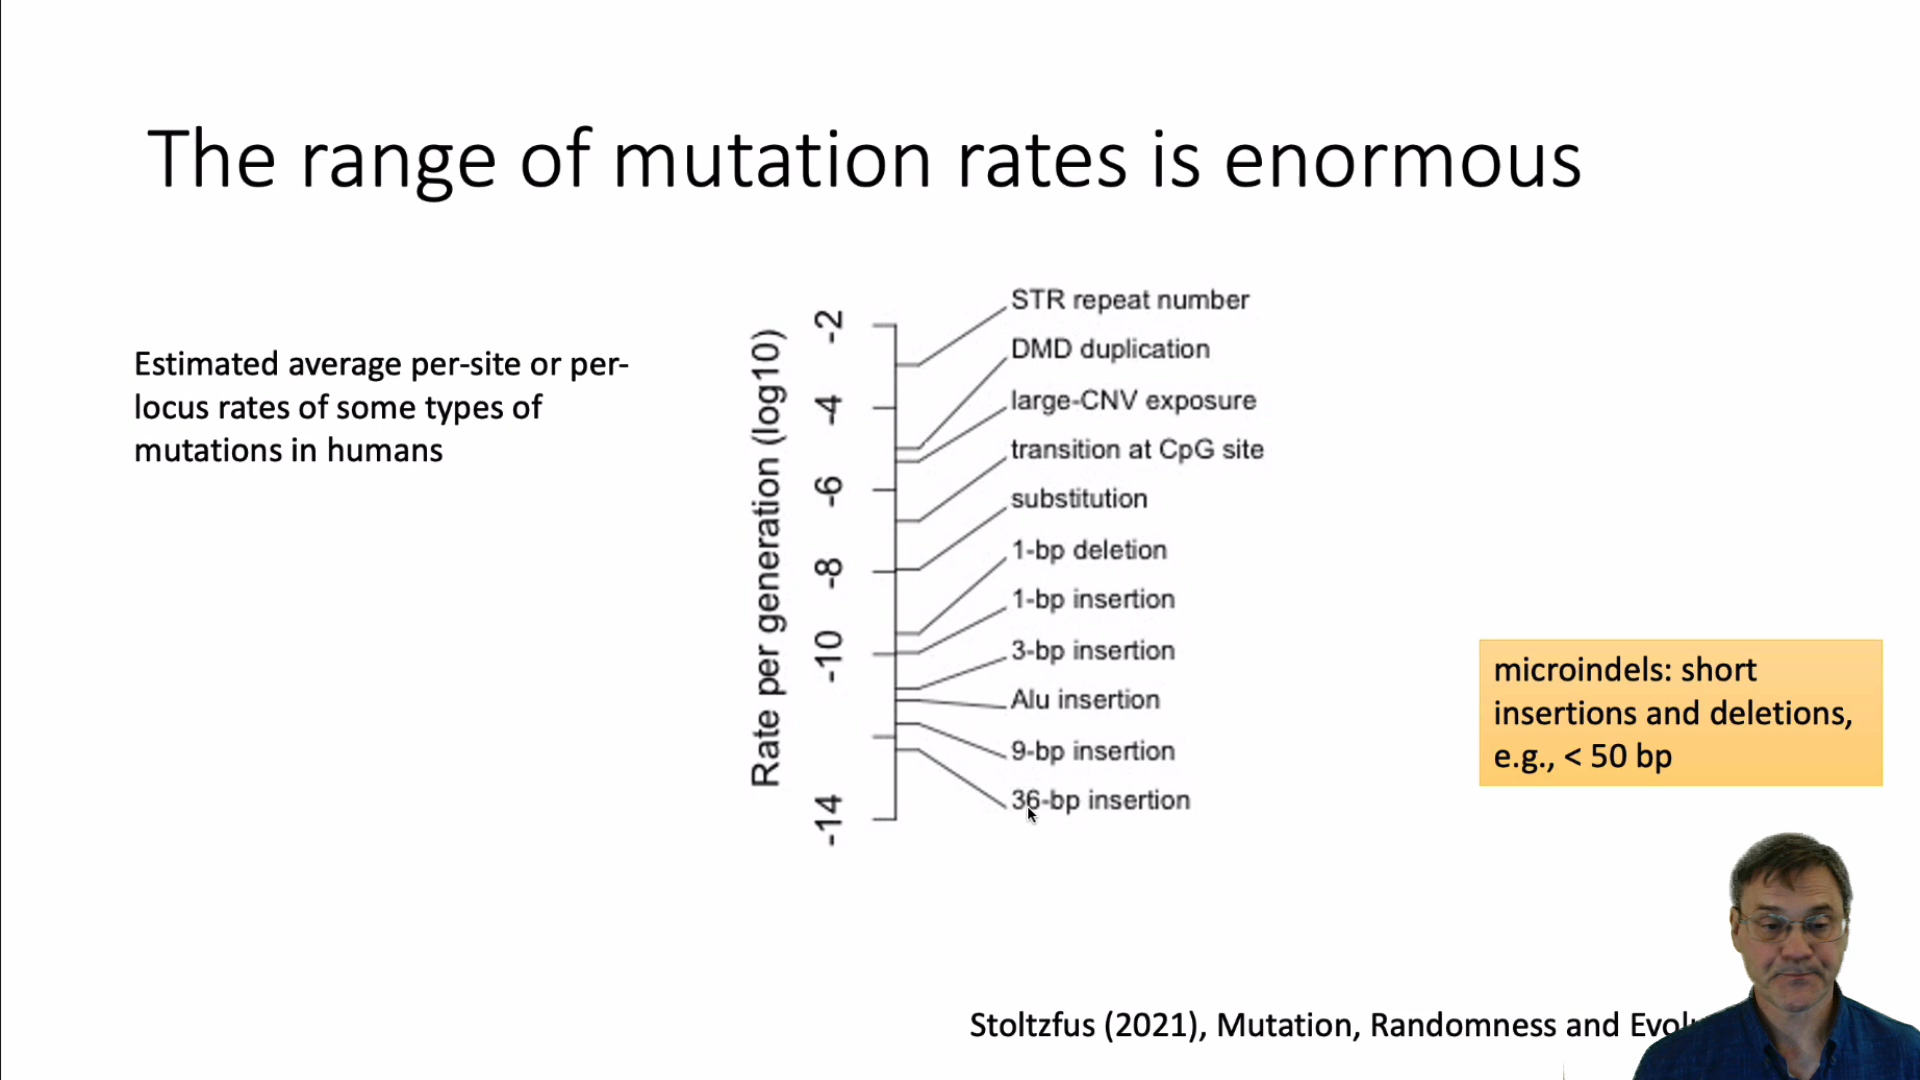 The range of mutation rates is enormous
Estimated average per-site or per-
locus rates of some types of
mutations in humans
Rate per generation (log10)
-2
-4
-6
-8
-10
-14
STR repeat number
DMD duplication
large-CNV exposure
transition at CpG site
substitution
1-bp deletion
1-bp insertion
3-bp insertion
Alu insertion
9-bp insertion
36-bp insertion
microindels: short
insertions and deletions,
e.g., < 50 bp
Stoltzfus (2021), Mutation, Randomness and